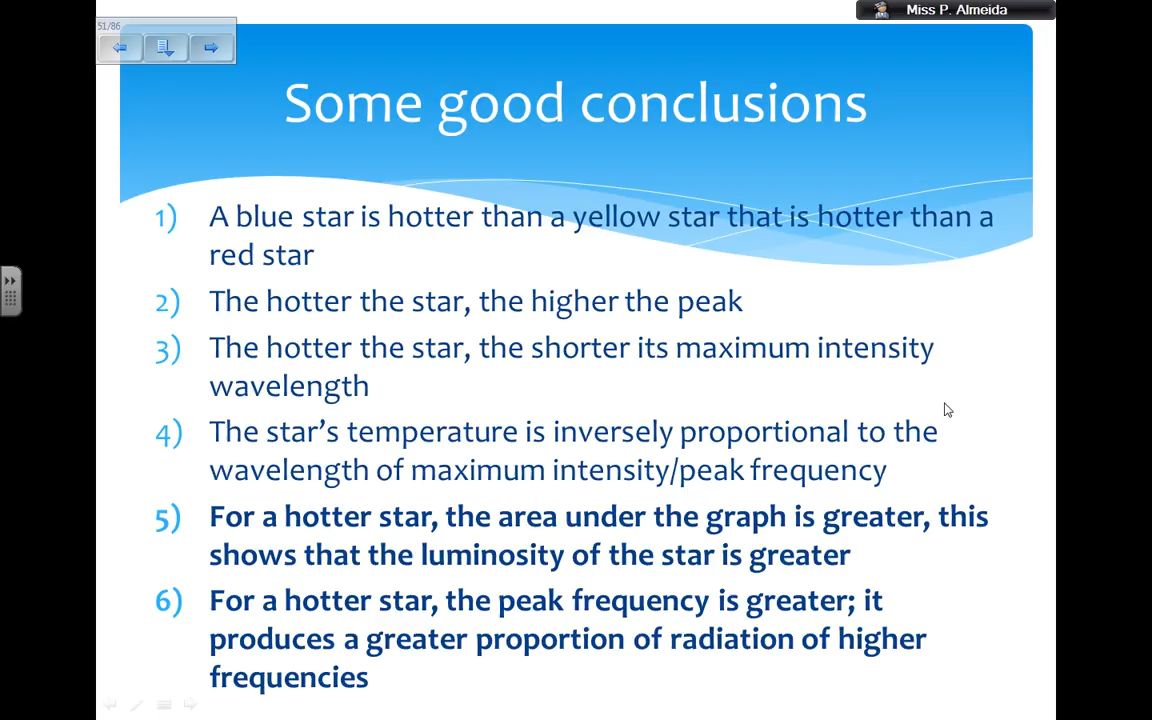 Miss P. Almeida
51/86
Some good conclusions
1) A blue star is hotter than a yellow star that is hotter than a
red star
2) The hotter the star, the higher the peak
3) The hotter the star, the shorter its maximum intensity
wavelength
4) The star’s temperature is inversely proportional to the
wavelength of maximum intensity/peak frequency
5) For a hotter star, the area under the graph is greater, this
shows that the luminosity of the star is greater
6) For a hotter star, the peak frequency is greater; it
produces a greater proportion of radiation of higher
frequencies